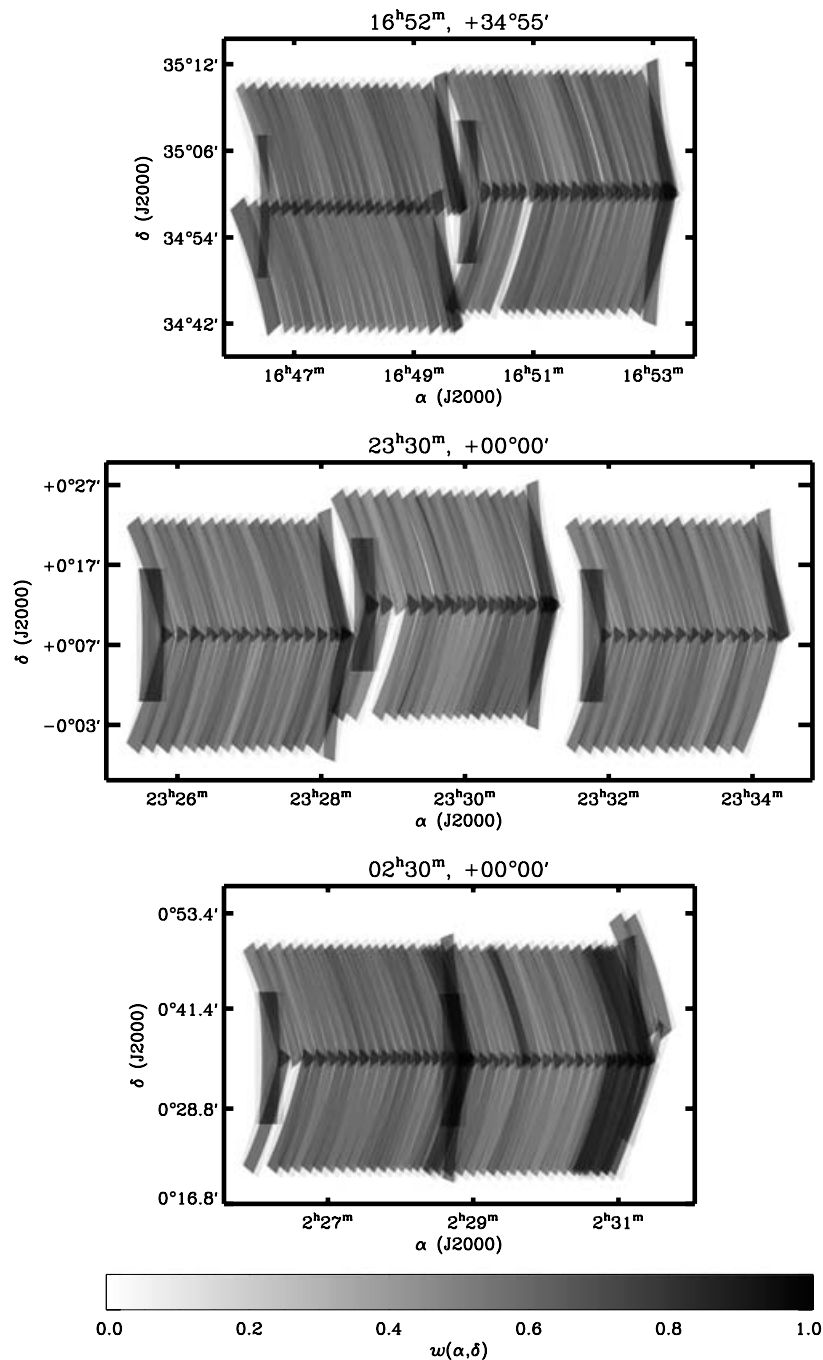 16ʰ52ᵐ, +34°55′
35°12′
35°06′
34°54′
34°42′
δ (J2000)
16ʰ47ᵐ 16ʰ49ᵐ 16ʰ51ᵐ 16ʰ53ᵐ
α (J2000)
23ʰ30ᵐ, +00°00′
+0°27′
+0°17′
+0°07′
−0°03′
δ (J2000)
23ʰ26ᵐ 23ʰ28ᵐ 23ʰ30ᵐ 23ʰ32ᵐ 23ʰ34ᵐ
α (J2000)
02ʰ30ᵐ, +00°00′
0°53.4′
0°41.4′
0°28.8′
0°16.8′
δ (J2000)
2ʰ27ᵐ 2ʰ29ᵐ 2ʰ31ᵐ
α (J2000)
0.0 0.2 0.4 0.6 0.8 1.0
w(α,δ)